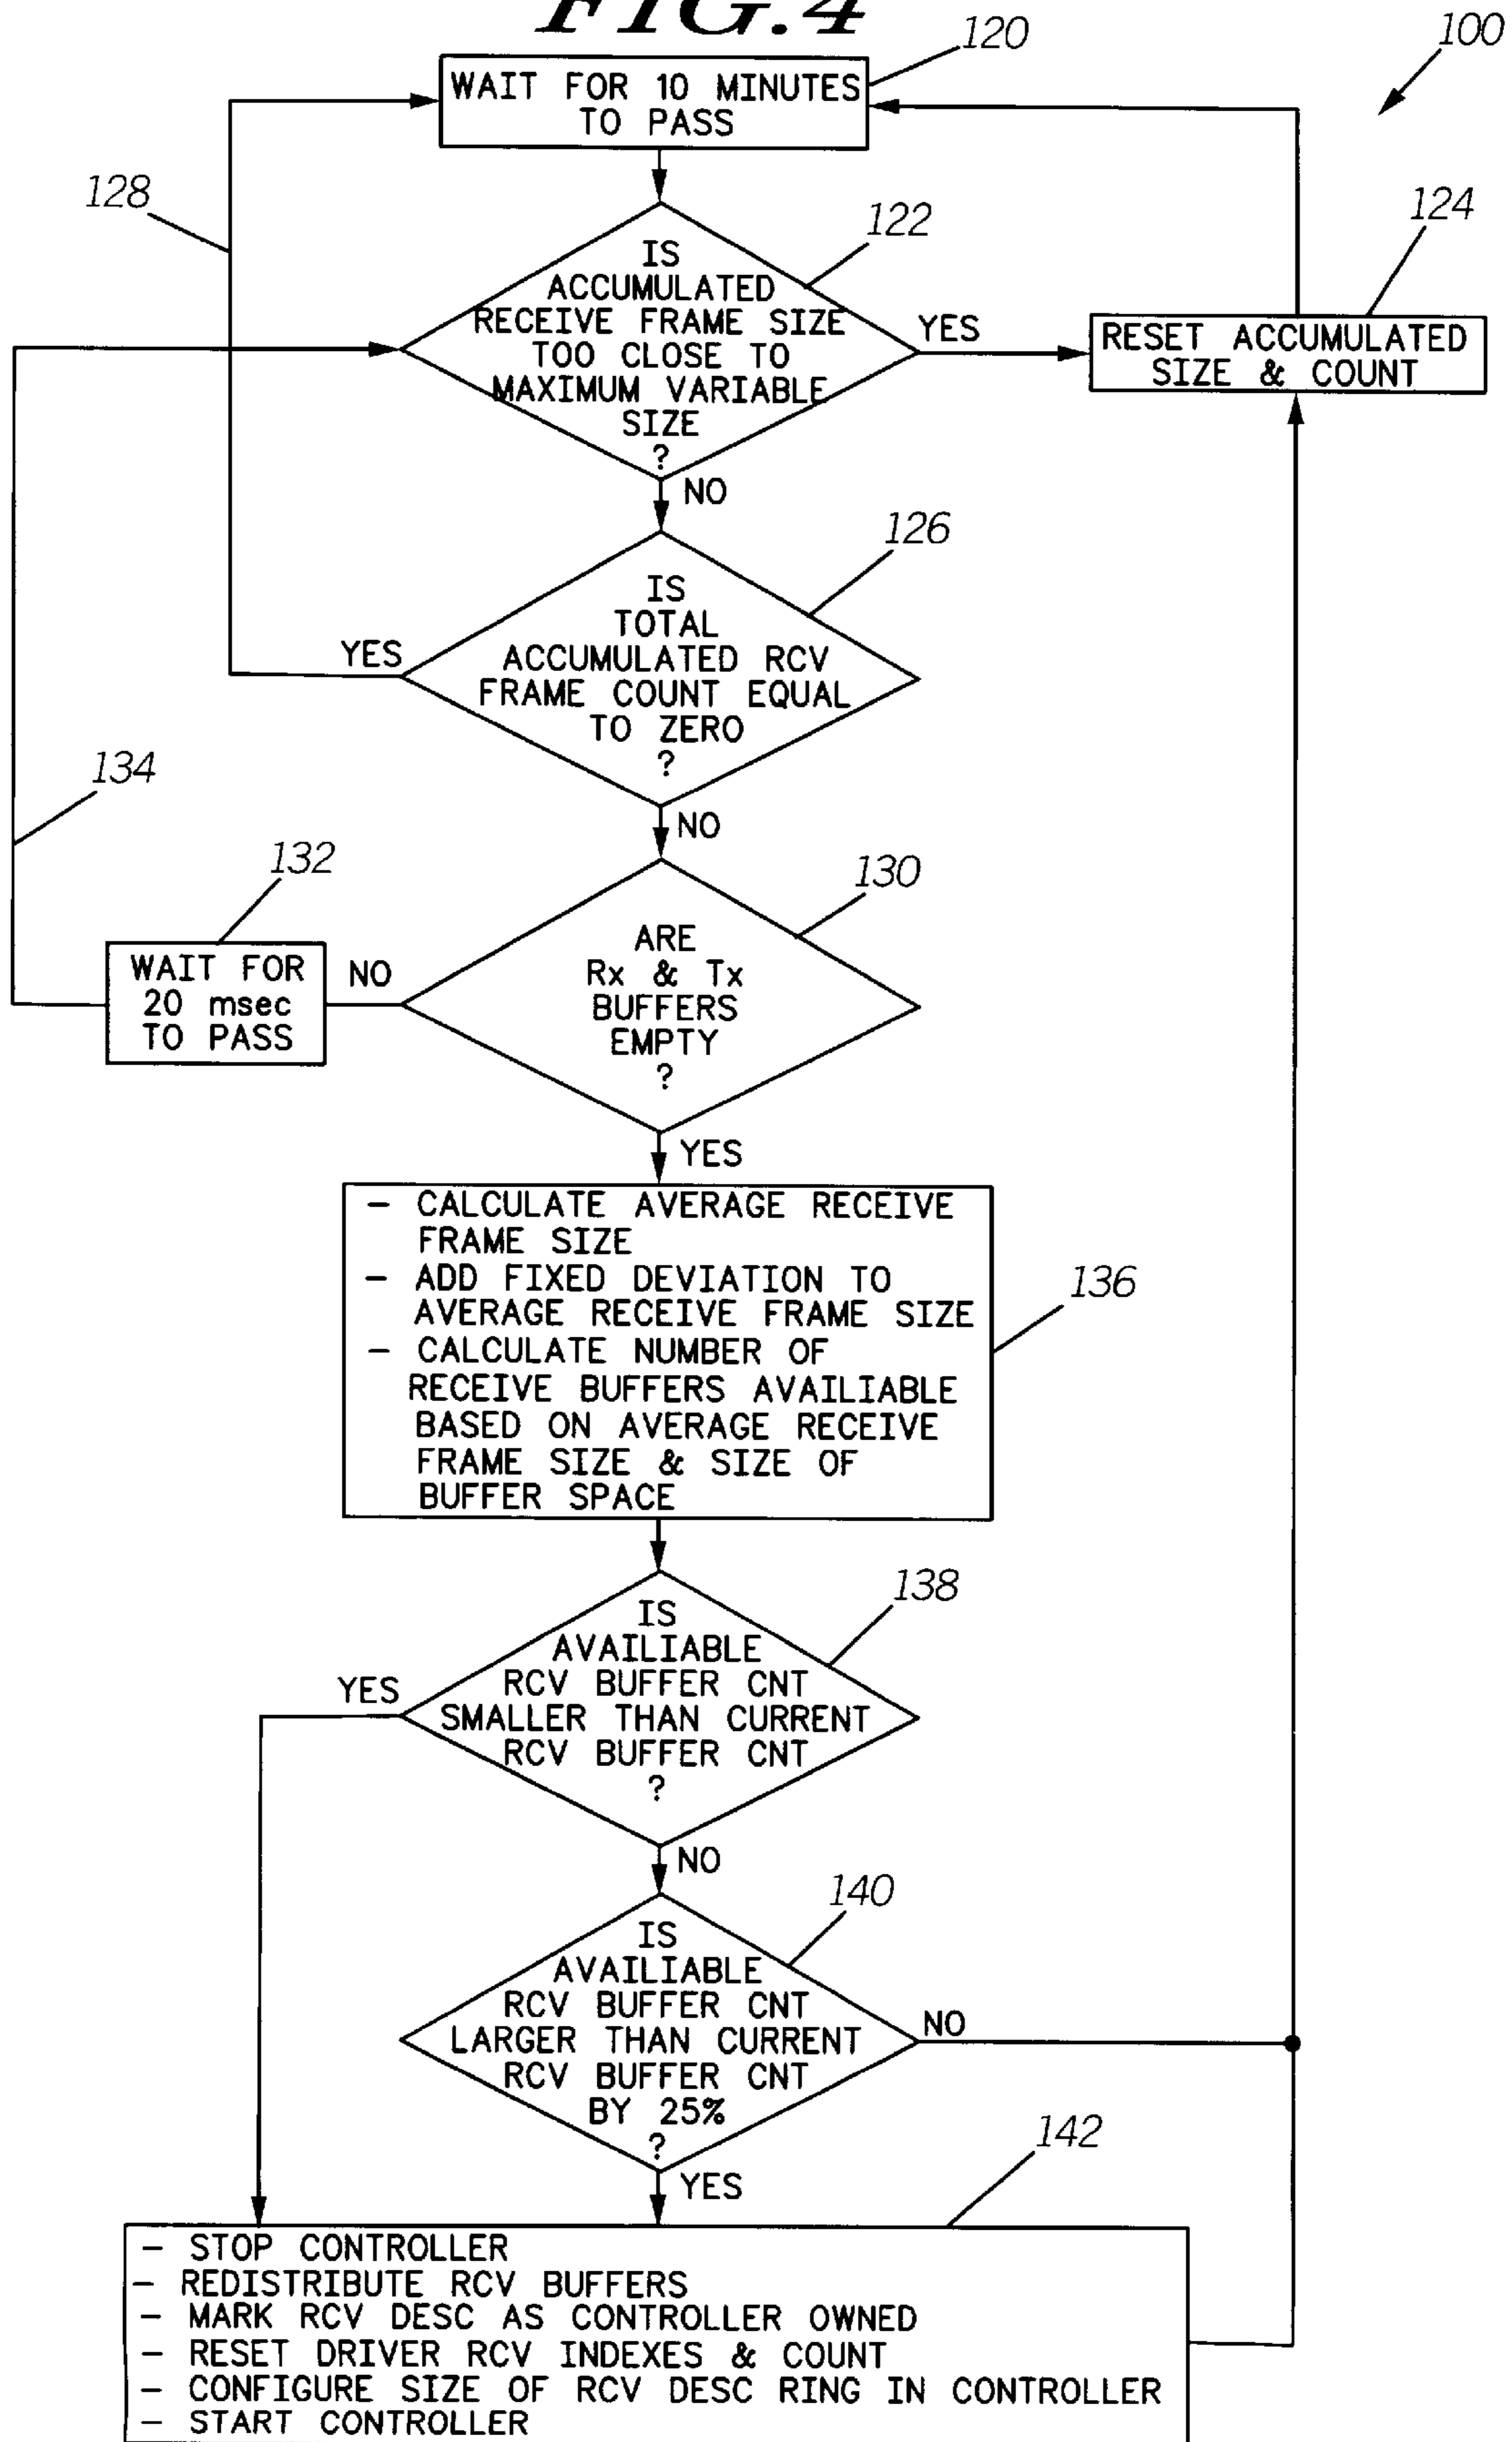 FIG.4
120
100
WAIT FOR 10 MINUTES
TO PASS
128
122
124
IS
ACCUMULATED
RECEIVE FRAME SIZE
TOO CLOSE TO
MAXIMUM VARIABLE
SIZE
?
YES
RESET ACCUMULATED
SIZE & COUNT
NO
126
IS
TOTAL
ACCUMULATED RCV
FRAME COUNT EQUAL
TO ZERO
?
YES
134
NO
132
130
ARE
Rx & Tx
BUFFERS
EMPTY
?
NO
WAIT FOR
20 msec
TO PASS
YES
- CALCULATE AVERAGE RECEIVE
FRAME SIZE
- ADD FIXED DEVIATION TO
AVERAGE RECEIVE FRAME SIZE
- CALCULATE NUMBER OF
RECEIVE BUFFERS AVAILIABLE
BASED ON AVERAGE RECEIVE
FRAME SIZE & SIZE OF
BUFFER SPACE
136
138
IS
AVAILIABLE
RCV BUFFER CNT
SMALLER THAN CURRENT
RCV BUFFER CNT
?
YES
NO
140
IS
AVAILIABLE
RCV BUFFER CNT
LARGER THAN CURRENT
RCV BUFFER CNT
BY 25%
?
NO
YES
142
- STOP CONTROLLER
- REDISTRIBUTE RCV BUFFERS
- MARK RCV DESC AS CONTROLLER OWNED
- RESET DRIVER RCV INDEXES & COUNT
- CONFIGURE SIZE OF RCV DESC RING IN CONTROLLER
- START CONTROLLER